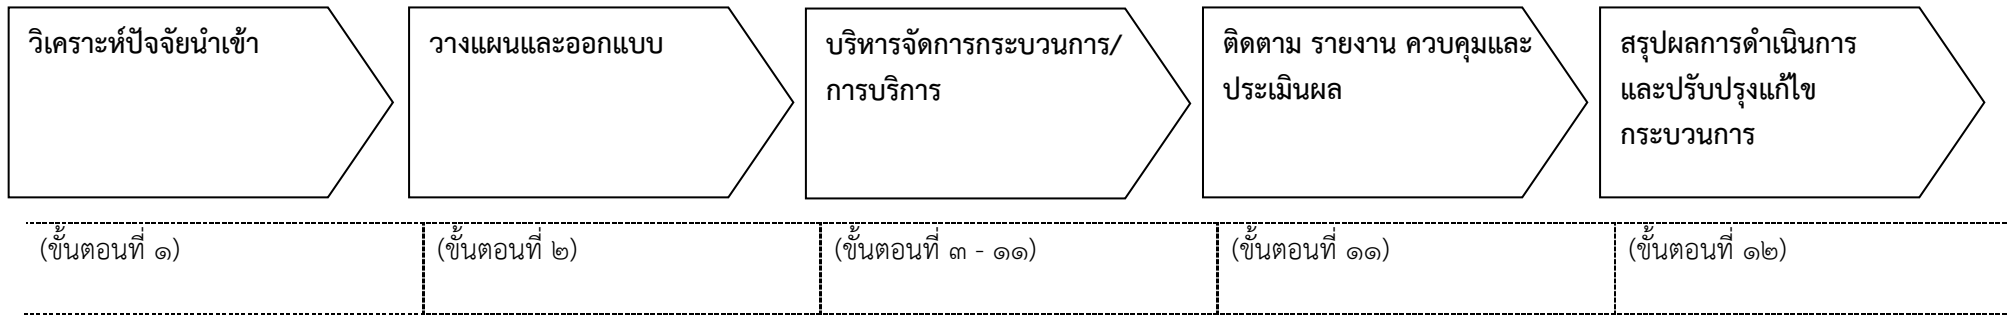 วิเคราะห์ปัจจัยนำเข้า
วางแผนและออกแบบ
บริหารจัดการกระบวนการ/
การบริการ
ติดตาม รายงาน ควบคุมและ
ประเมินผล
สรุปผลการดำเนินการ
และปรับปรุงแก้ไข
กระบวนการ
(ขั้นตอนที่ ๑)
(ขั้นตอนที่ ๒)
(ขั้นตอนที่ ๓ - ๑๑)
(ขั้นตอนที่ ๑๑)
(ขั้นตอนที่ ๑๒)